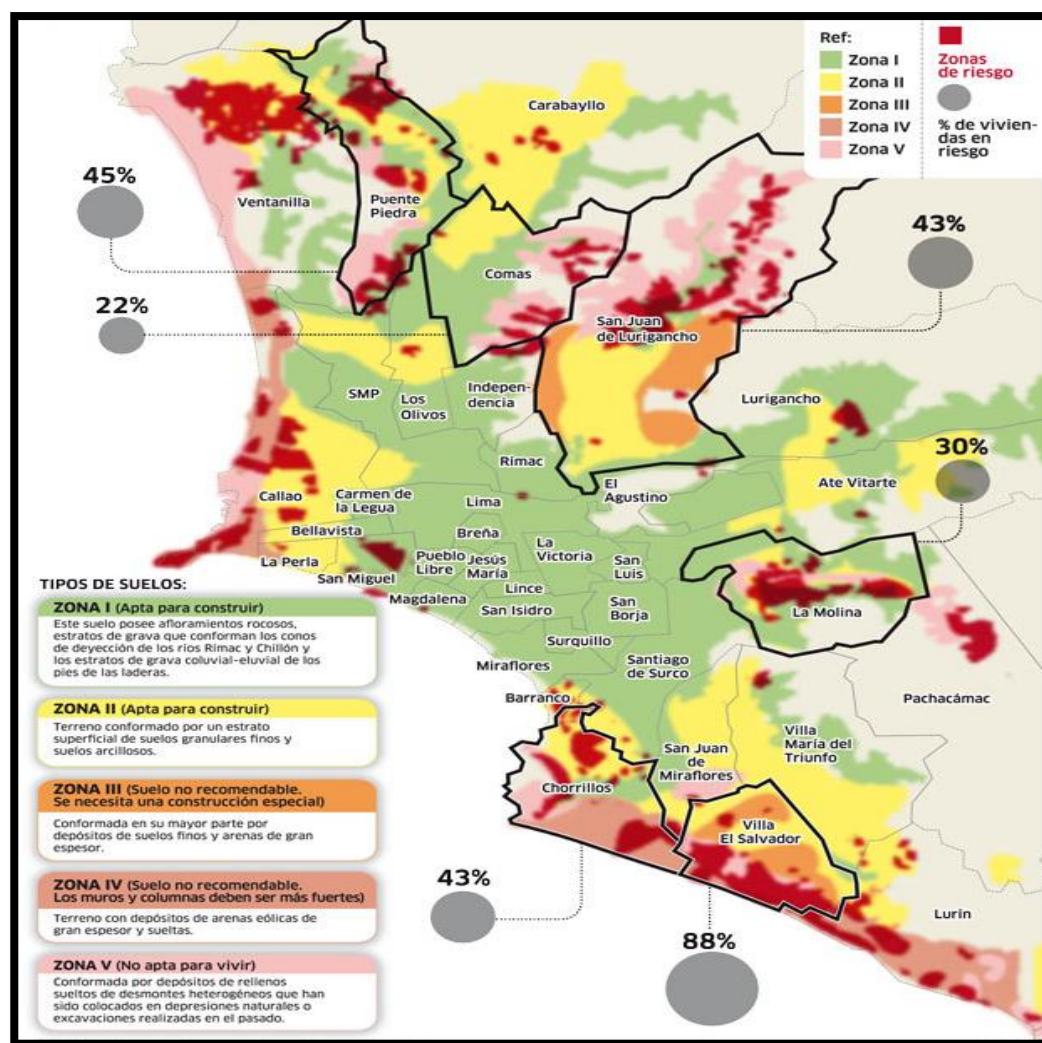 Ref:
Zona I
Zona II
Zona III
Zona IV
Zona V
Zonas
de riesgo
% de vivien-
das en
riesgo
Carabayllo
45%
Ventanilla
Puente
Piedra
43%
Comas
22%
San Juan
de Lurigancho
SMP
Los
Olivos
Indepen-
dencia
Lurigancho
Rímac
30%
El
Agustino
Ate Vitarte
Callao
Carmen de
la Legua
Lima
Bellavista
Breña
La
Victoria
La Perla
Pueblo
Libre
Jesús
María
San
Luis
San Miguel
Lince
Magdalena
San Isidro
San
Borja
La Molina
Surquillo
Miraflores
Santiago
de Surco
Barranco
Pachacámac
San Juan
de
Miraflores
Villa
María del
Triunfo
Chorrillos
Villa
El Salvador
43%
88%
Lurín
TIPOS DE SUELOS:
ZONA I (Apta para construir)
Este suelo posee afloramientos rocosos,
estratos de grava que conforman los conos
de deyección de los ríos Rímac y Chillón y
los estratos de grava coluvial-eluvial de los
pies de las laderas.
ZONA II (Apta para construir)
Terreno conformado por un estrato
superficial de suelos granulares finos y
suelos arcillosos.
ZONA III (Suelo no recomendable.
Se necesita una construcción especial)
Conformada en su mayor parte por
depósitos de suelos finos y arenas de gran
espesor.
ZONA IV (Suelo no recomendable.
Los muros y columnas deben ser más fuertes)
Terreno con depósitos de arenas eólicas de
gran espesor y sueltas.
ZONA V (No apta para vivir)
Conformada por depósitos de rellenos
sueltos de desmontes heterogéneos que han
sido colocados en depresiones naturales o
excavaciones realizadas en el pasado.